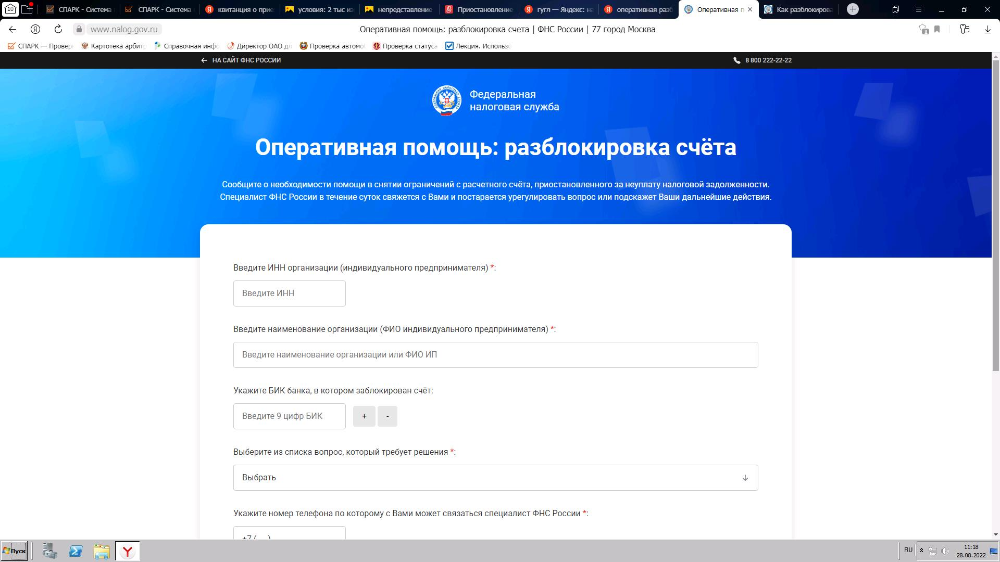 10
СПАРК - Система
СПАРК - Система
квитанция о прие
условия: 2 тыс из
непредставление
Приостановление
гугл — Яндекс: на
оперативная разб
Оперативная п
Как разблокирова
www.nalog.gov.ru
Оперативная помощь: разблокировка счета | ФНС России | 77 город Москва
1
СПАРК — Провер
Картотека арбитр
Справочная инфо
Директор ОАО дл
Проверка автомо
Проверка статуса
Лекция. Использо
НА САЙТ ФНС РОССИИ
8 800 222-22-22
Федеральная
налоговая служба
Оперативная помощь: разблокировка счёта
Сообщите о необходимости помощи в снятии ограничений с расчетного счёта, приостановленного за неуплату налоговой задолженности.
Специалист ФНС России в течение суток свяжется с Вами и постарается урегулировать вопрос или подскажет Ваши дальнейшие действия.
Введите ИНН организации (индивидуального предпринимателя) *:
Введите ИНН
Введите наименование организации (ФИО индивидуального предпринимателя) *:
Введите наименование организации или ФИО ИП
Укажите БИК банка, в котором заблокирован счёт:
Введите 9 цифр БИК
+
-
Выберите из списка вопрос, который требует решения *:
Выбрать
Укажите номер телефона по которому с Вами может связаться специалист ФНС России *:
+7 (__)
Пуск
RU
11:18
28.08.2022